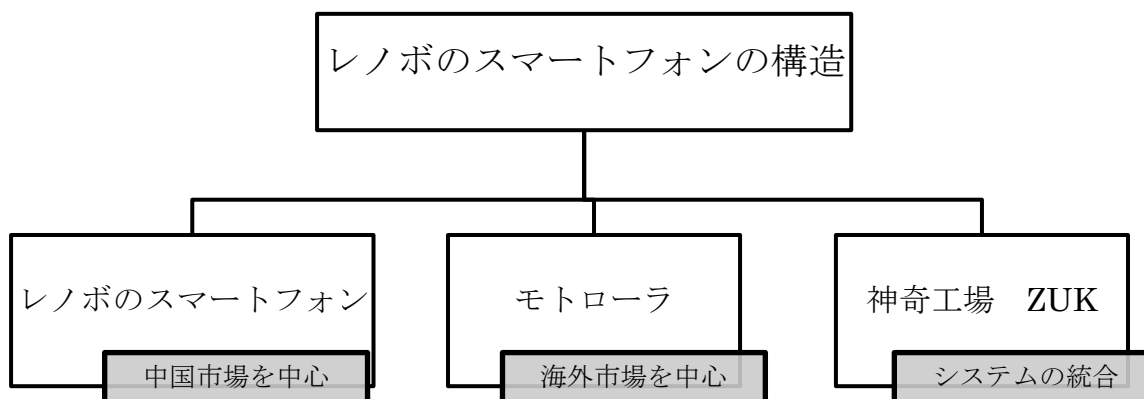 レノボのスマートフォンの構造
レノボのスマートフォン
モトローラ
神奇工場　ZUK
中国市場を中心
海外市場を中心
システムの統合